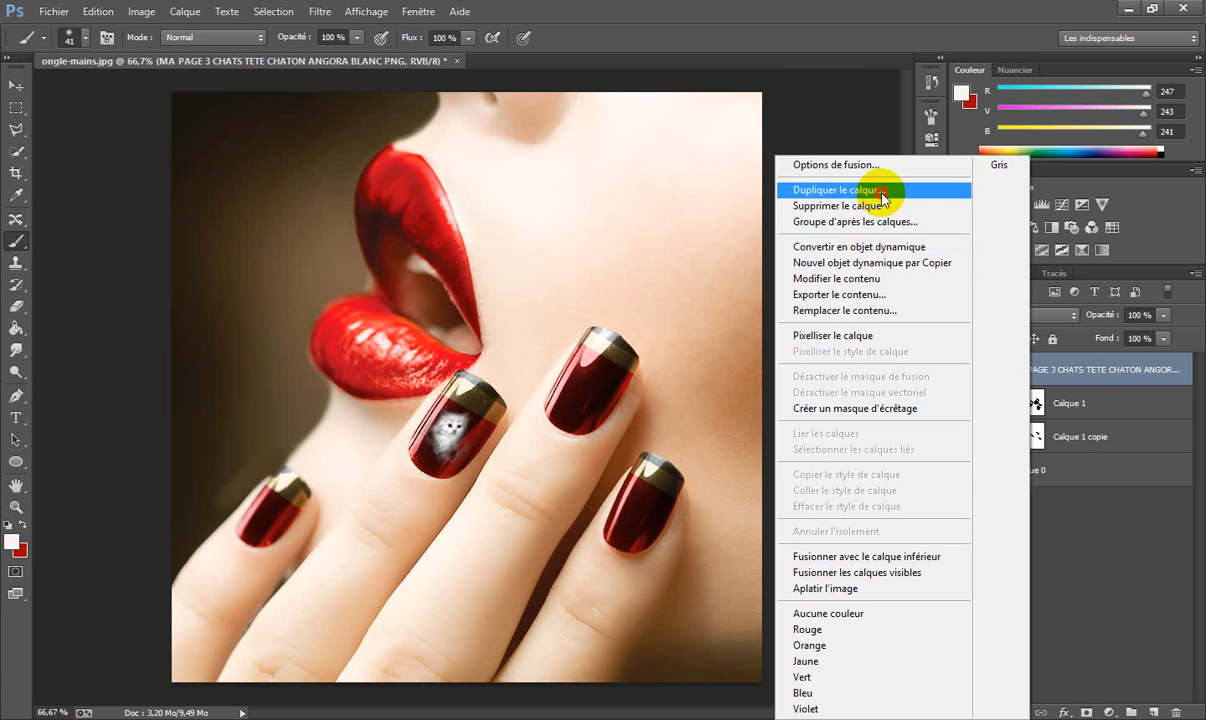 Ps Fichier Edition Image Calque Texte Sélection Filtre Affichage Fenêtre Aide
41 Mode : Normal Opacité : 100 % Flux : 100 % Les indispensables
ongle-mains.jpg @ 66,7% (MA PAGE 3 CHATS TETE CHATON ANGORA BLANC PNG, RVB/8) * ×
Couleur Nuancier
R 247
V 243
B 241
Options de fusion...
Gris
Dupliquer le calque
Supprimer le calque
Groupe d'après les calques...
Convertir en objet dynamique
Nouvel objet dynamique par Copier
Modifier le contenu
Exporter le contenu...
Remplacer le contenu...
Pixelliser le calque
Pixelliser le style de calque
Désactiver le masque de fusion
Désactiver le masque vectoriel
Créer un masque d'écrêtage
Lier les calques
Sélectionner les calques liés
Copier le style de calque
Coller le style de calque
Effacer le style de calque
Annuler l'isolement
Fusionner avec le calque inférieur
Fusionner les calques visibles
Aplatir l'image
Aucune couleur
Rouge
Orange
Jaune
Vert
Bleu
Violet
Tracés
Opacité : 100 %
Fond : 100 %
PAGE 3 CHATS TETE CHATON ANGOR...
Calque 1
Calque 1 copie
ue 0
66,67 % Doc : 3,20 Mo/9,49 Mo
fx